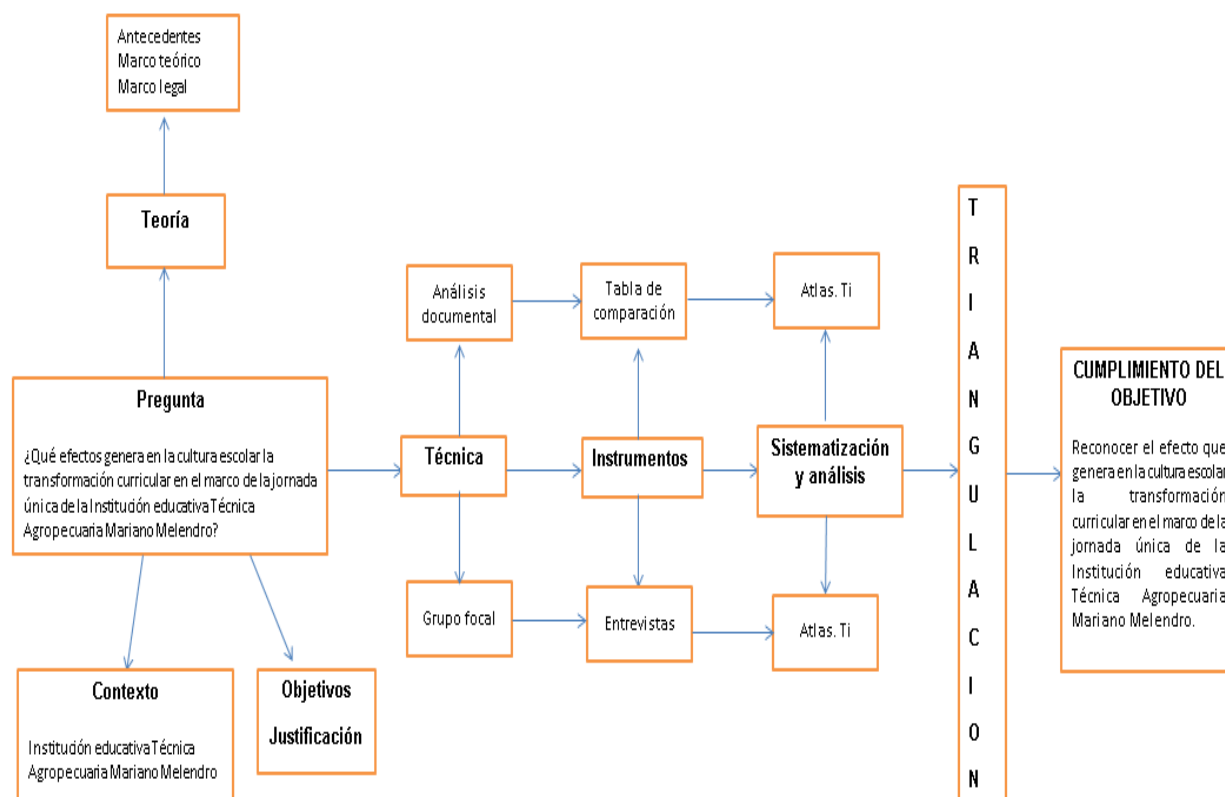 Antecedentes
Marco teórico
Marco legal
Teoría
Pregunta
¿Qué efectos genera en la cultura escolar la
transformación curricular en el marco de la jornada
única de la Institución educativa Técnica
Agropecuaria Mariano Melendro?
Contexto
Institución educativa Técnica
Agropecuaria Mariano Melendro
Objetivos
Justificación
Análisis
documental
Tabla de
comparación
Atlas. Ti
Técnica
Instrumentos
Sistematización
y análisis
Grupo focal
Entrevistas
Atlas. Ti
T
R
I
A
N
G
U
L
A
C
I
O
N
CUMPLIMIENTO DEL
OBJETIVO
Reconocer el efecto que
genera en la cultura escolar
la transformación
curricular en el marco de la
jornada única de la
Institución educativa
Técnica Agropecuaria
Mariano Melendro.